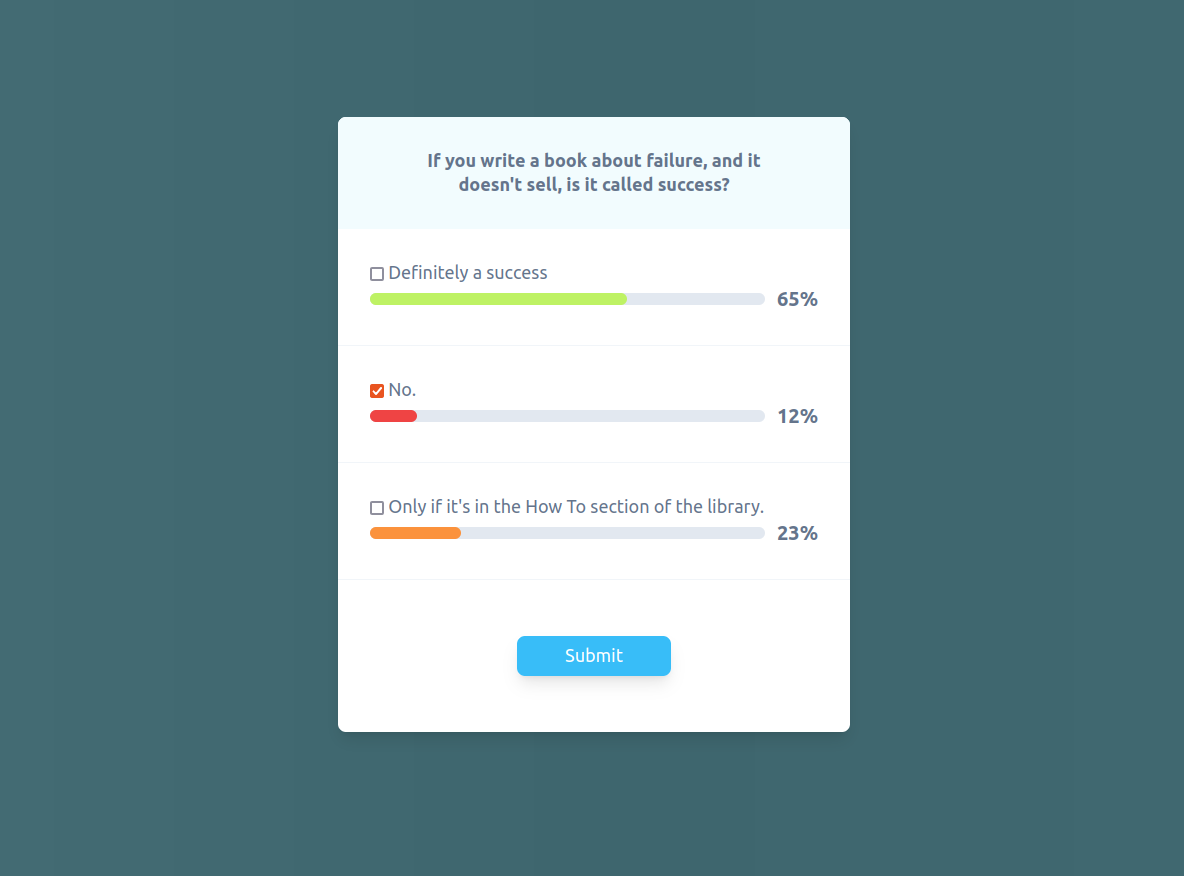 If you write a book about failure, and it
doesn't sell, is it called success?
Definitely a success
65%
No.
12%
Only if it's in the How To section of the library.
23%
Submit